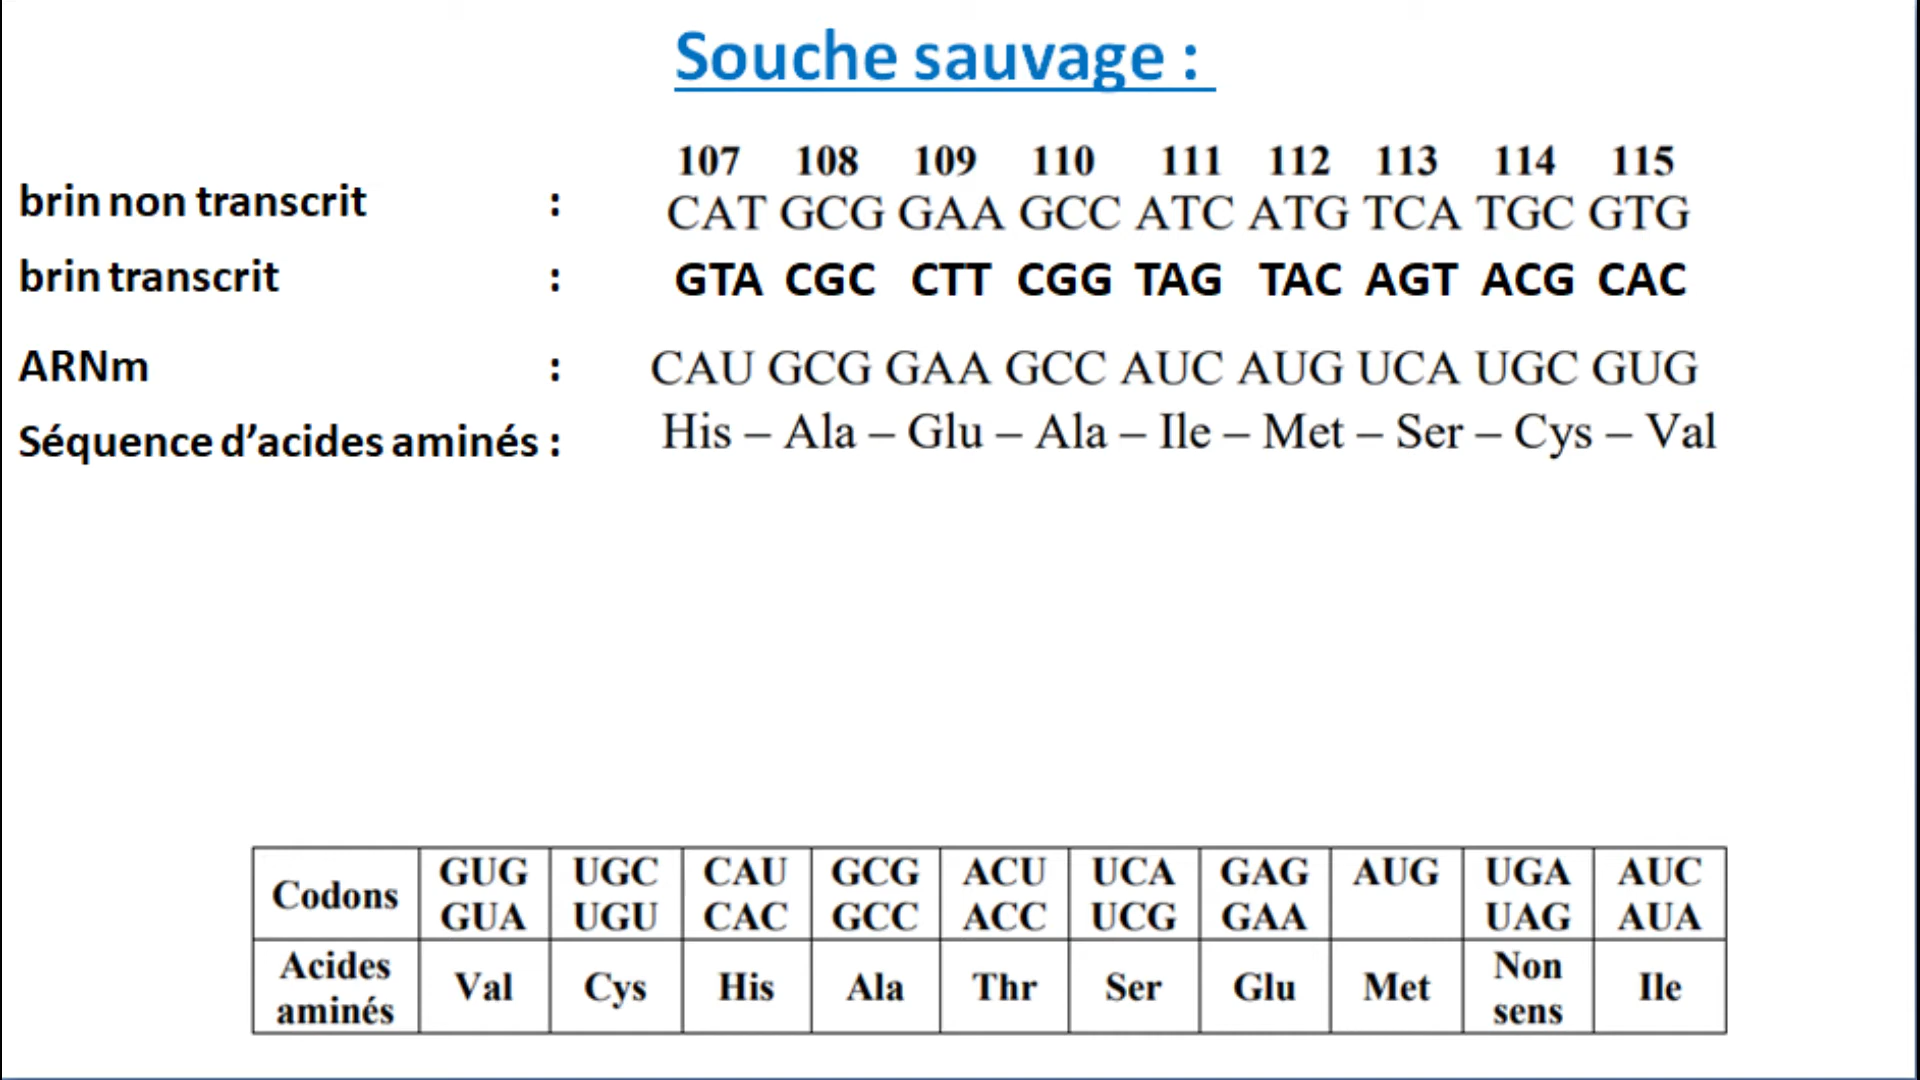 Souche sauvage :
107 108 109 110 111 112 113 114 115
brin non transcrit : CAT GCG GAA GCC ATC ATG TCA TGC GTG
brin transcrit : GTA CGC CTT CGG TAG TAC AGT ACG CAC
ARNm : CAU GCG GAA GCC AUC AUG UCA UGC GUG
Séquence d’acides aminés : His – Ala – Glu – Ala – Ile – Met – Ser – Cys – Val
Codons GUG UGC CAU GCG ACU UCA GAG AUG UGA AUC
GUA UGU CAC GCC ACC UCG GAA UAG AUA
Acides aminés Val Cys His Ala Thr Ser Glu Met Non sens Ile